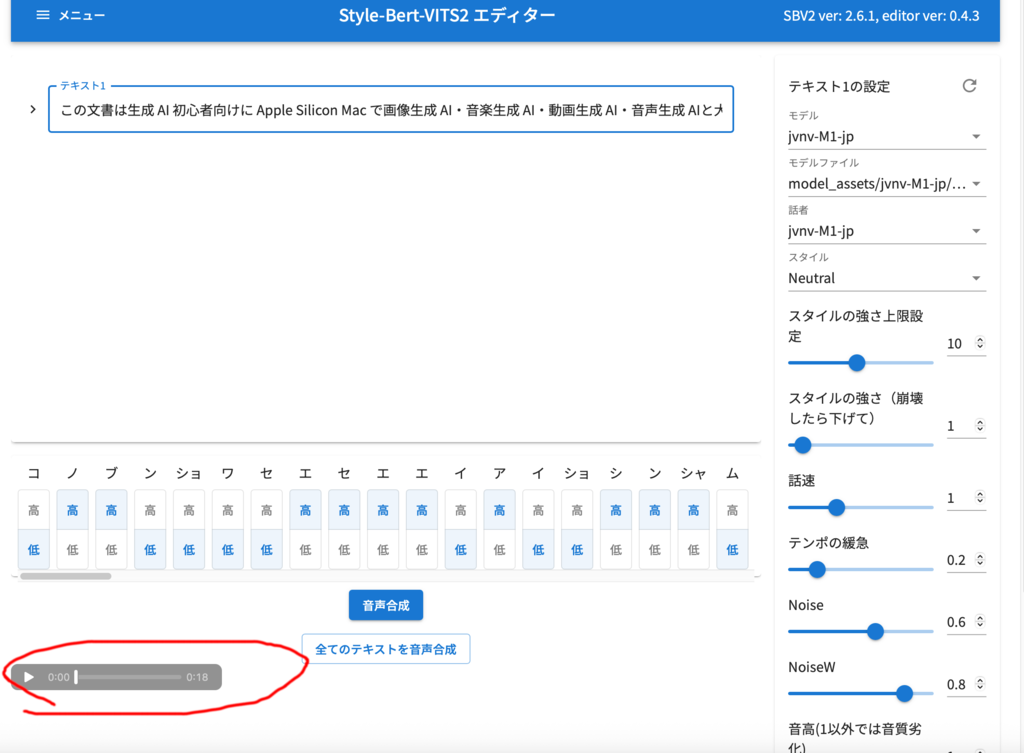 メニュー
Style-Bert-VITS2 エディター
SBV2 ver: 2.6.1, editor ver: 0.4.3
テキスト1
この文書は生成 AI 初心者向けに Apple Silicon Mac で画像生成 AI・音楽生成 AI・動画生成 AI・音声生成 AIと
テキスト1の設定
モデル
jvnv-M1-jp
モデルファイル
model_assets/jvnv-M1-jp/...
話者
jvnv-M1-jp
スタイル
Neutral
スタイルの強さ上限設
定
10
スタイルの強さ（崩壊
したら下げて）
1
話速
1
テンポの緩急
0.2
Noise
0.6
NoiseW
0.8
音高(1以外では音質劣
化)
コ ノ ブ ン ショ ワ セ エ セ エ エ イ ア イ ショ シ ン シャ ム
高 高 高 高 高 高 高 高 高 高 高 高 高 高 高 高 高 高 高
低 低 低 低 低 低 低 低 低 低 低 低 低 低 低 低 低 低 低
音声合成
全てのテキストを音声合成
0:00 0:18